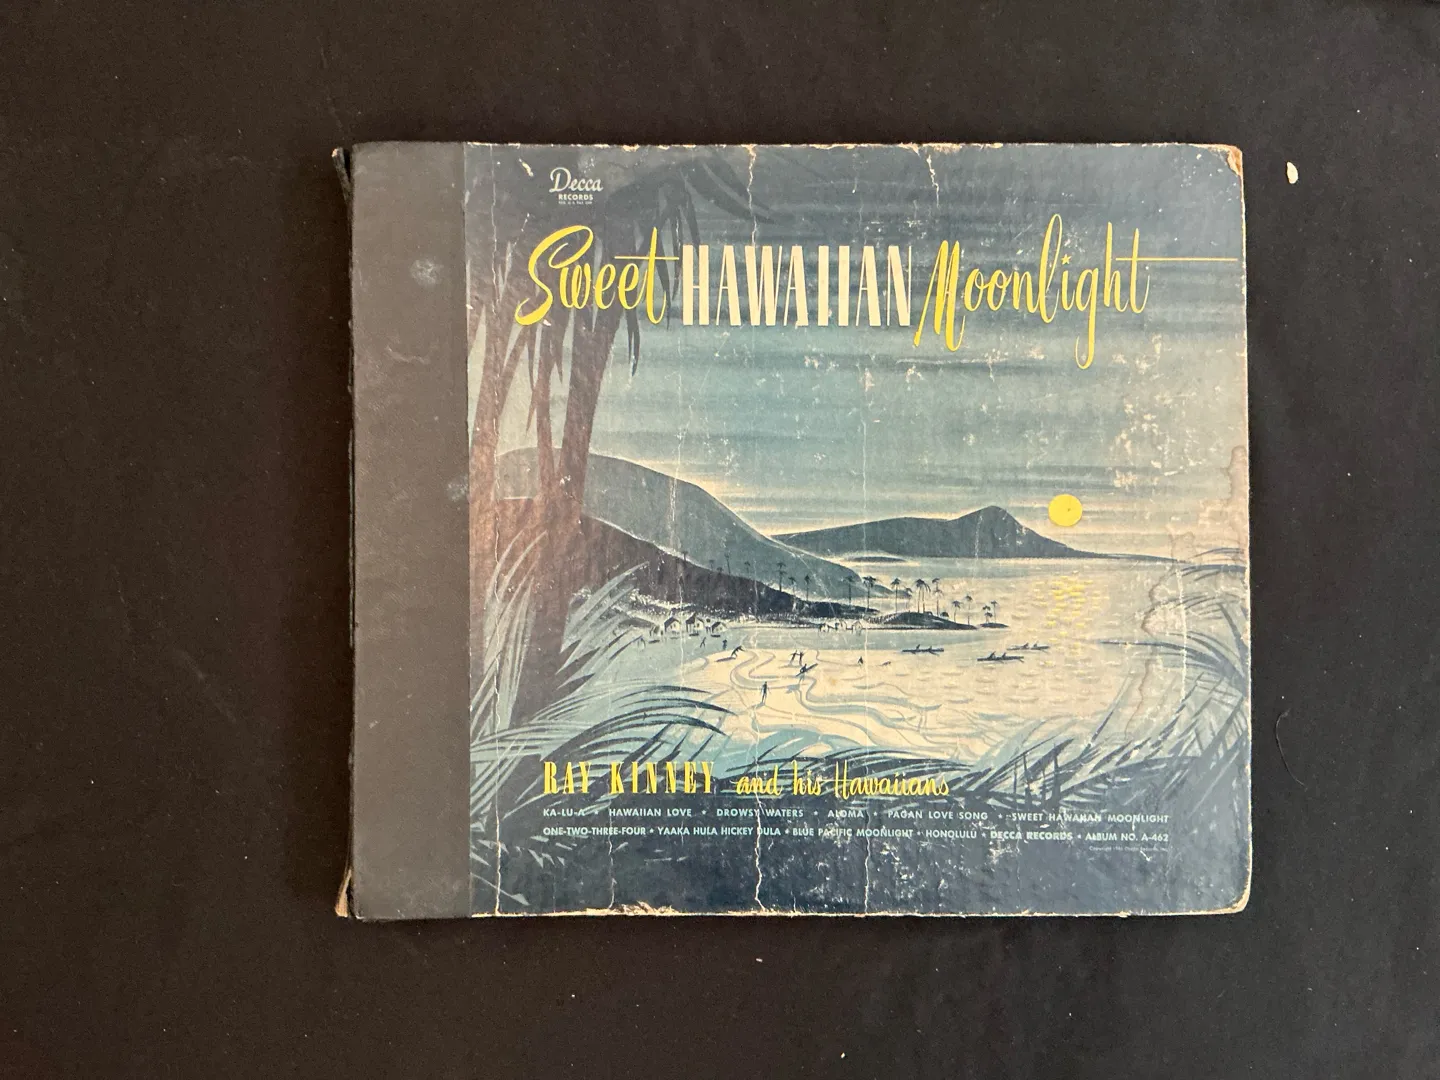 Decca
RECORDS
Sweet HAWAIIAN Moonlight
RAY KINNEY and his Hawaiians
KA-LU-A • HAWAIIAN LOVE • DROWSY WATERS • ALOMA • PAGAN LOVE SONG • SWEET HAWAIIAN MOONLIGHT
ONE-TWO-THREE-FOUR • YAAKA HULA HICKEY DULA • BLUE PACIFIC MOONLIGHT • HONOLULU • DECCA RECORDS • ALBUM NO. A-462